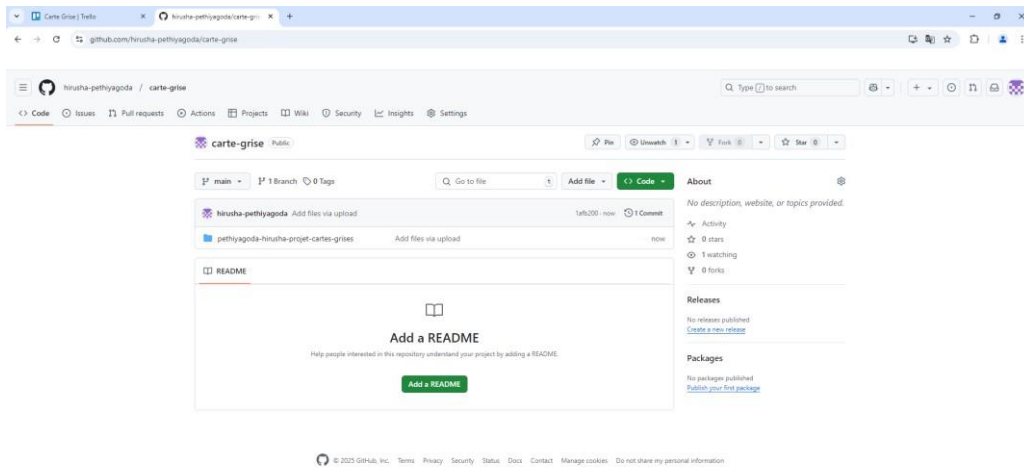 Carte Grise | Trello
hirusha-pethiyagoda/carte-gris
github.com/hirusha-pethiyagoda/carte-grise
hirusha-pethiyagoda / carte-grise
Type / to search
Code Issues Pull requests Actions Projects Wiki Security Insights Settings
carte-grise Public
Pin Unwatch 1 Fork 0 Star 0
main 1 Branch 0 Tags Go to file t Add file Code
About
No description, website, or topics provided.
hirusha-pethiyagoda Add files via upload 1afb200 · now 1 Commit
pethiyagoda-hirusha-projet-cartes-grises Add files via upload now
Activity
0 stars
1 watching
0 forks
README
Add a README
Help people interested in this repository understand your project by adding a README.
Add a README
Releases
No releases published
Create a new release
Packages
No packages published
Publish your first package
© 2025 GitHub, Inc. Terms Privacy Security Status Docs Contact Manage cookies Do not share my personal information